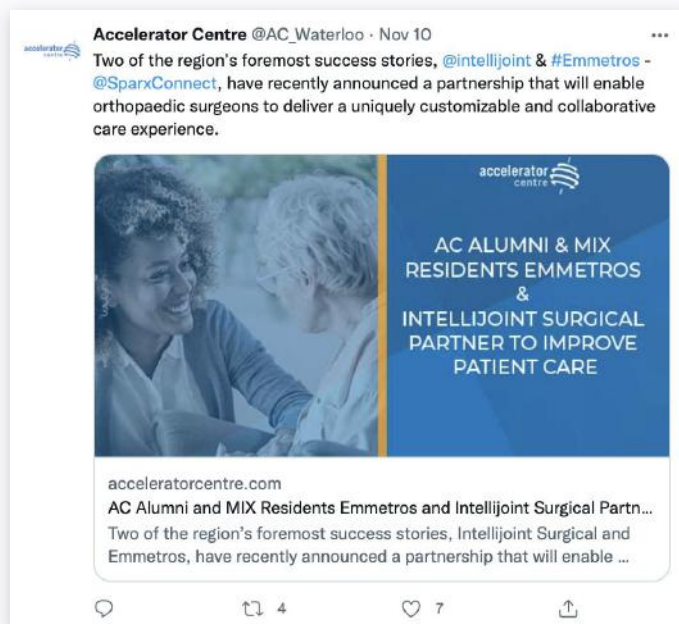 accelerator
centre
Accelerator Centre @AC_Waterloo · Nov 10
Two of the region's foremost success stories, @intellijoint & #Emmetros -
@SparxConnect, have recently announced a partnership that will enable
orthopaedic surgeons to deliver a uniquely customizable and collaborative
care experience.
accelerator
centre
AC ALUMNI & MIX
RESIDENTS EMMETROS
&
INTELLIJOINT SURGICAL
PARTNER TO IMPROVE
PATIENT CARE
acceleratorcentre.com
AC Alumni and MIX Residents Emmetros and Intellijoint Surgical Partn...
Two of the region's foremost success stories, Intellijoint Surgical and
Emmetros, have recently announced a partnership that will enable ...
4 7